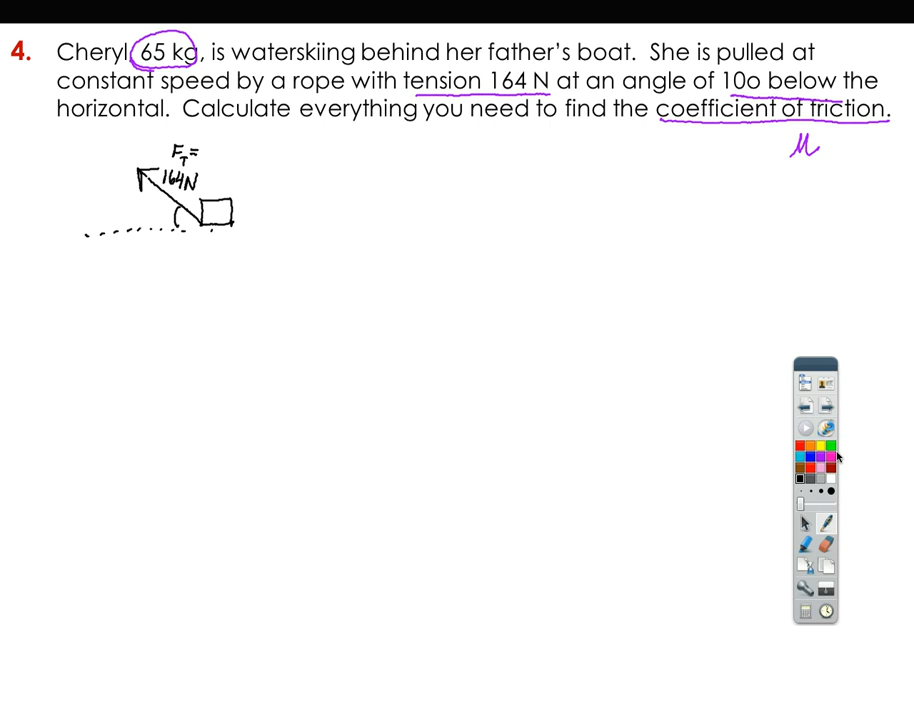 4. Cheryl, 65 kg, is waterskiing behind her father's boat. She is pulled at
constant speed by a rope with tension 164 N at an angle of 10o below the
horizontal. Calculate everything you need to find the coefficient of friction.
μ
F_T =
164N